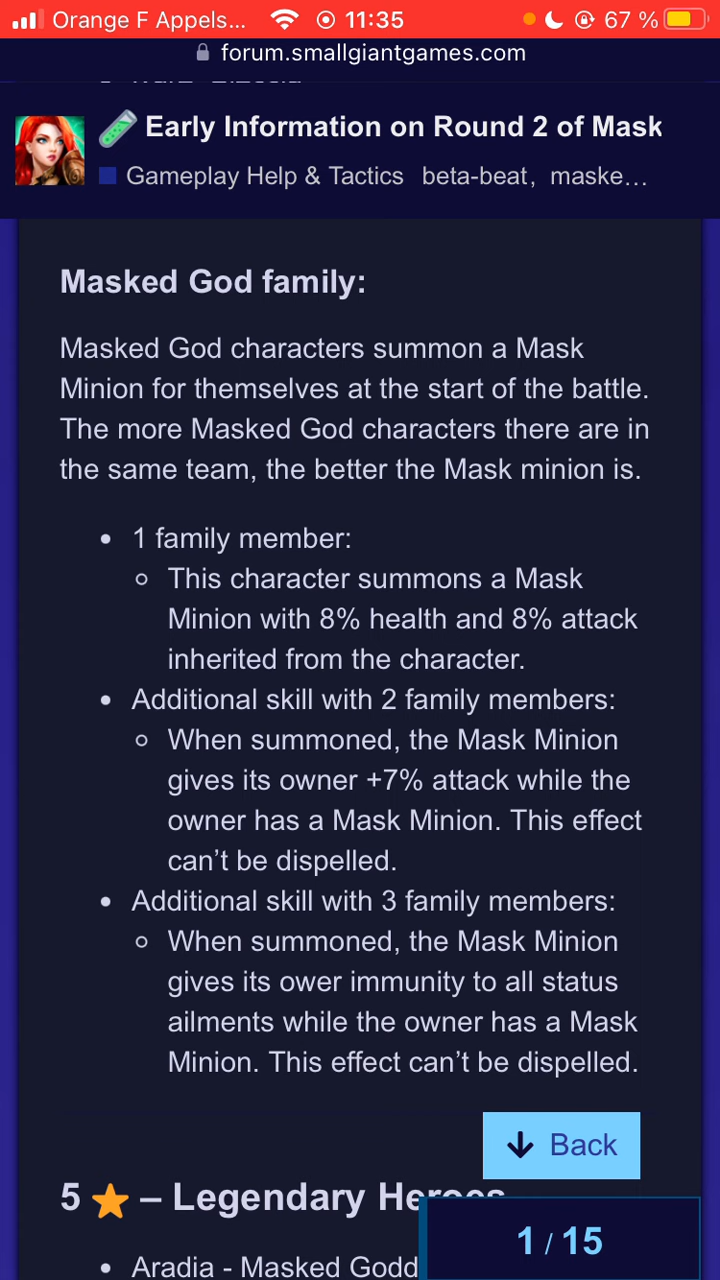 Orange F Appels... 11:35 67 %
forum.smallgiantgames.com
Early Information on Round 2 of Mask
Gameplay Help & Tactics beta-beat, maske...
Masked God family:
Masked God characters summon a Mask
Minion for themselves at the start of the battle.
The more Masked God characters there are in
the same team, the better the Mask minion is.
• 1 family member:
◦ This character summons a Mask
Minion with 8% health and 8% attack
inherited from the character.
• Additional skill with 2 family members:
◦ When summoned, the Mask Minion
gives its owner +7% attack while the
owner has a Mask Minion. This effect
can’t be dispelled.
• Additional skill with 3 family members:
◦ When summoned, the Mask Minion
gives its ower immunity to all status
ailments while the owner has a Mask
Minion. This effect can’t be dispelled.
Back
5 ⭐ – Legendary Heroes
1 / 15
• Aradia - Masked Godd